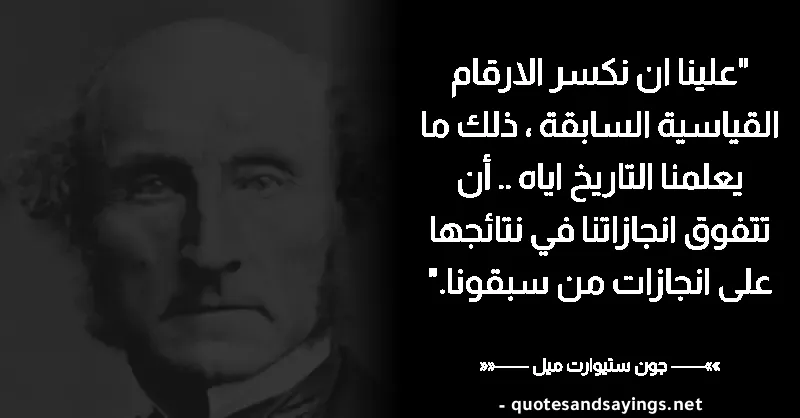 "علينا ان نكسر الارقام
القياسية السابقة ، ذلك ما
يعلمنا التاريخ اياه .. أن
تتفوق انجازاتنا في نتائجها
على انجازات من سبقونا."
»»—— جون ستيوارت ميل ——««
- quotesandsayings.net